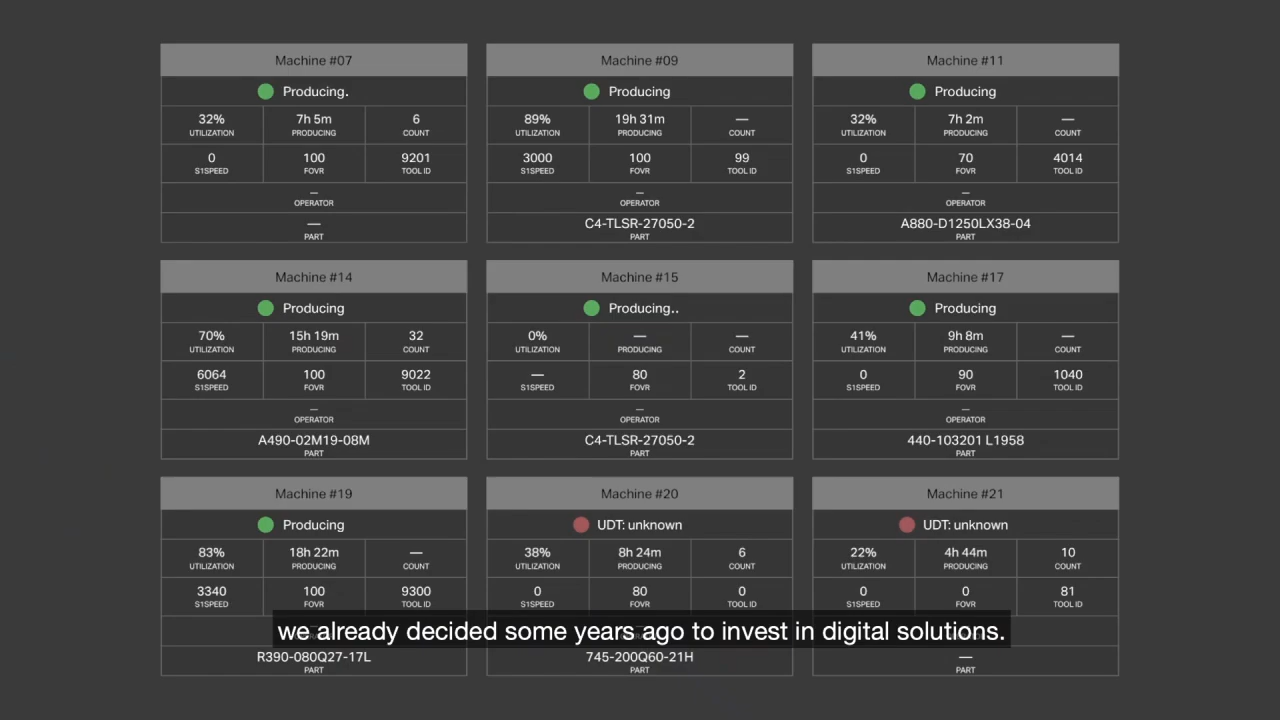 Machine #07 Machine #09 Machine #11
Producing. Producing Producing
32% 7h 5m 6 89% 19h 31m — 32% 7h 2m —
UTILIZATION PRODUCING COUNT UTILIZATION PRODUCING COUNT UTILIZATION PRODUCING COUNT
0 100 9201 3000 100 99 0 70 4014
S1SPEED FOVR TOOL ID S1SPEED FOVR TOOL ID S1SPEED FOVR TOOL ID
— — —
OPERATOR OPERATOR OPERATOR
— C4-TLSR-27050-2 A880-D1250LX38-04
PART PART PART
Machine #14 Machine #15 Machine #17
Producing Producing.. Producing
70% 15h 19m 32 0% — — 41% 9h 8m —
UTILIZATION PRODUCING COUNT UTILIZATION PRODUCING COUNT UTILIZATION PRODUCING COUNT
6064 100 9022 — 80 2 0 90 1040
S1SPEED FOVR TOOL ID S1SPEED FOVR TOOL ID S1SPEED FOVR TOOL ID
— — —
OPERATOR OPERATOR OPERATOR
A490-02M19-08M C4-TLSR-27050-2 440-103201 L1958
PART PART PART
Machine #19 Machine #20 Machine #21
Producing UDT: unknown UDT: unknown
83% 18h 22m — 38% 8h 24m 6 22% 4h 44m 10
UTILIZATION PRODUCING COUNT UTILIZATION PRODUCING COUNT UTILIZATION PRODUCING COUNT
3340 100 9300 0 80 0 0 0 81
S1SPEED FOVR TOOL ID S1SPEED FOVR TOOL ID S1SPEED FOVR TOOL ID
we already decided some years ago to invest in digital solutions.
R390-080Q27-17L 745-200Q60-21H —
PART PART PART